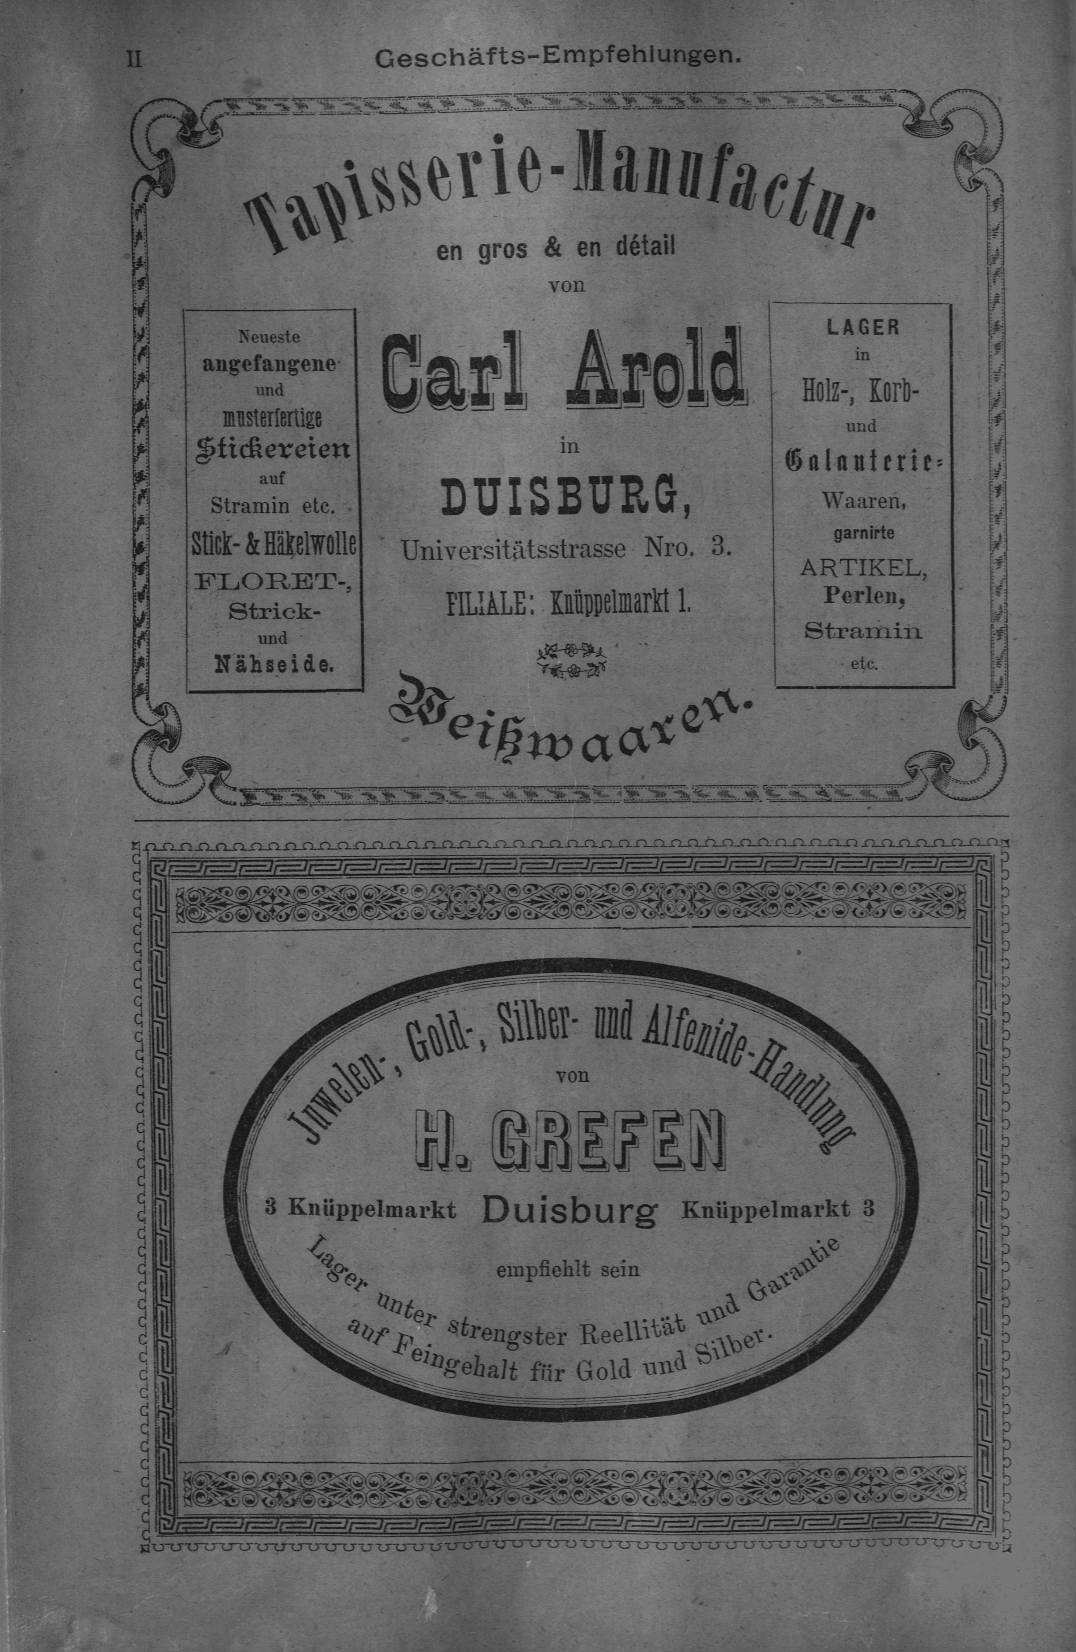 II
Geschäfts-Empfehlungen.
Tapisserie-Manufactur
en gros & en détail
von
Carl Arold
in
DUISBURG,
Universitätsstrasse Nro. 3.
FILIALE: Knüppelmarkt 1.
Weißwaaren.
Neueste
angefangene
und
musterfertige
Stickereien
auf
Stramin etc.
Stick- & Häkelwolle
FLORET-,
Strick-
und
Nähseide.
LAGER
in
Holz-, Korb-
und
Galanterie-
Waaren,
garnirte
ARTIKEL,
Perlen,
Stramin
etc.
Juwelen-, Gold-, Silber- und Alfenide-Handlung
von
H. GREFEN
3 Knüppelmarkt Duisburg Knüppelmarkt 3
empfiehlt sein
Lager unter strengster Reellität und Garantie
auf Feingehalt für Gold und Silber.